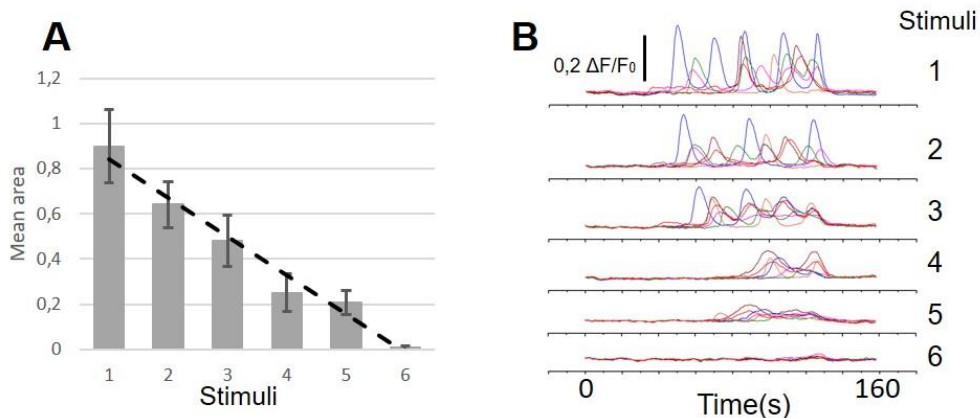 A
1,2
1
0,8
0,6
0,4
0,2
0
Mean area
1 2 3 4 5 6
Stimuli
B
Stimuli
0,2 ΔF/F₀
1
2
3
4
5
6
0 160
Time(s)